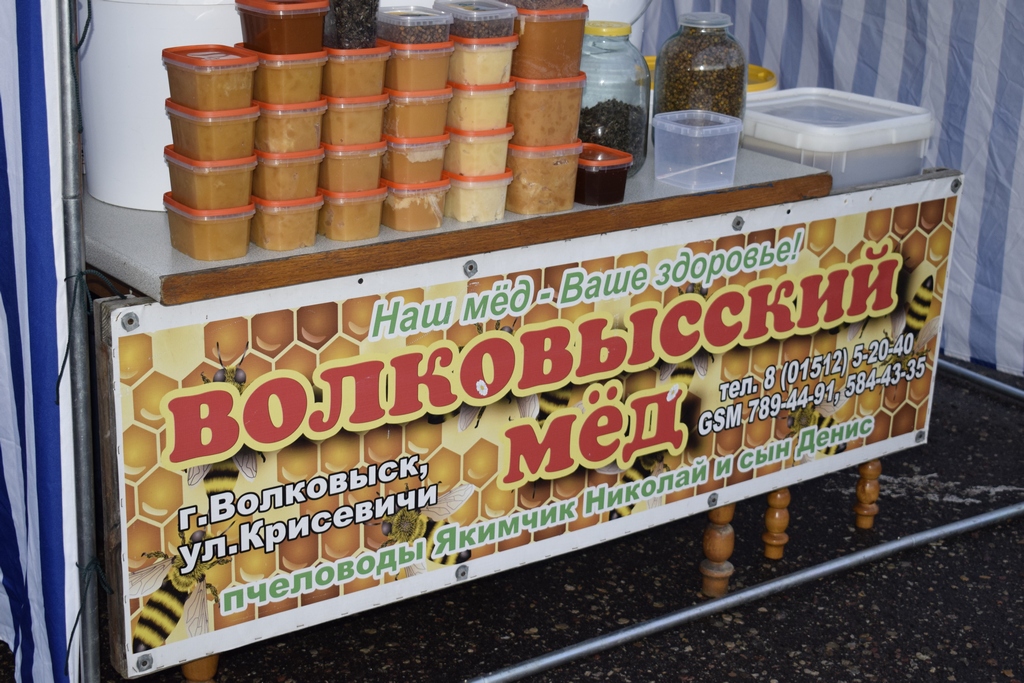 Наш мёд - Ваше здоровье!
ВОЛКОВЫССКИЙ
МЁД
тел. 8 (01512) 5-20-40
GSM 789-44-91, 584-43-35
г.Волковыск,
ул.Крисевичи
пчеловоды Якимчик Николай и сын Денис